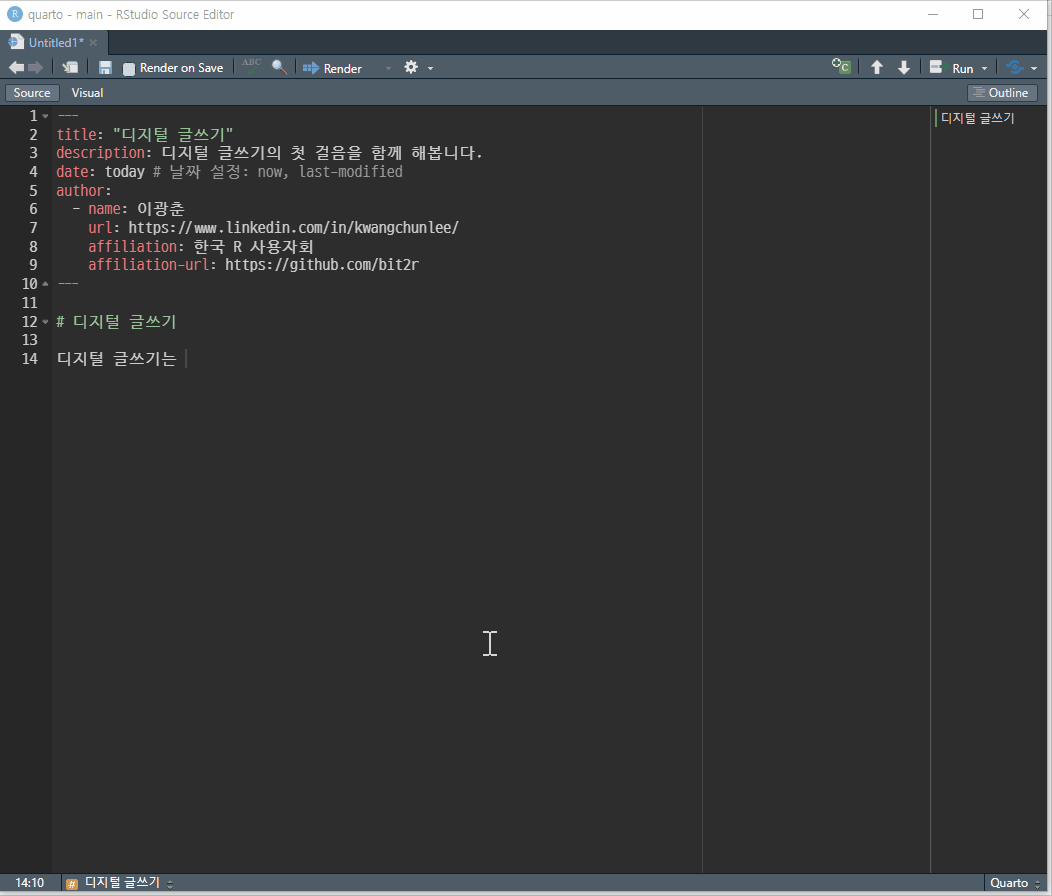 quarto - main - RStudio Source Editor
Untitled1*
Render on Save ABC Render Run
Source Visual Outline
1 ---
2 title: "디지털 글쓰기"
3 description: 디지털 글쓰기의 첫 걸음을 함께 해봅니다.
4 date: today # 날짜 설정: now, last-modified
5 author:
6 - name: 이광춘
7 url: https://www.linkedin.com/in/kwangchunlee/
8 affiliation: 한국 R 사용자회
9 affiliation-url: https://github.com/bit2r
10 ---
11
12 # 디지털 글쓰기
13
14 디지털 글쓰기는
디지털 글쓰기
14:10 # 디지털 글쓰기 Quarto